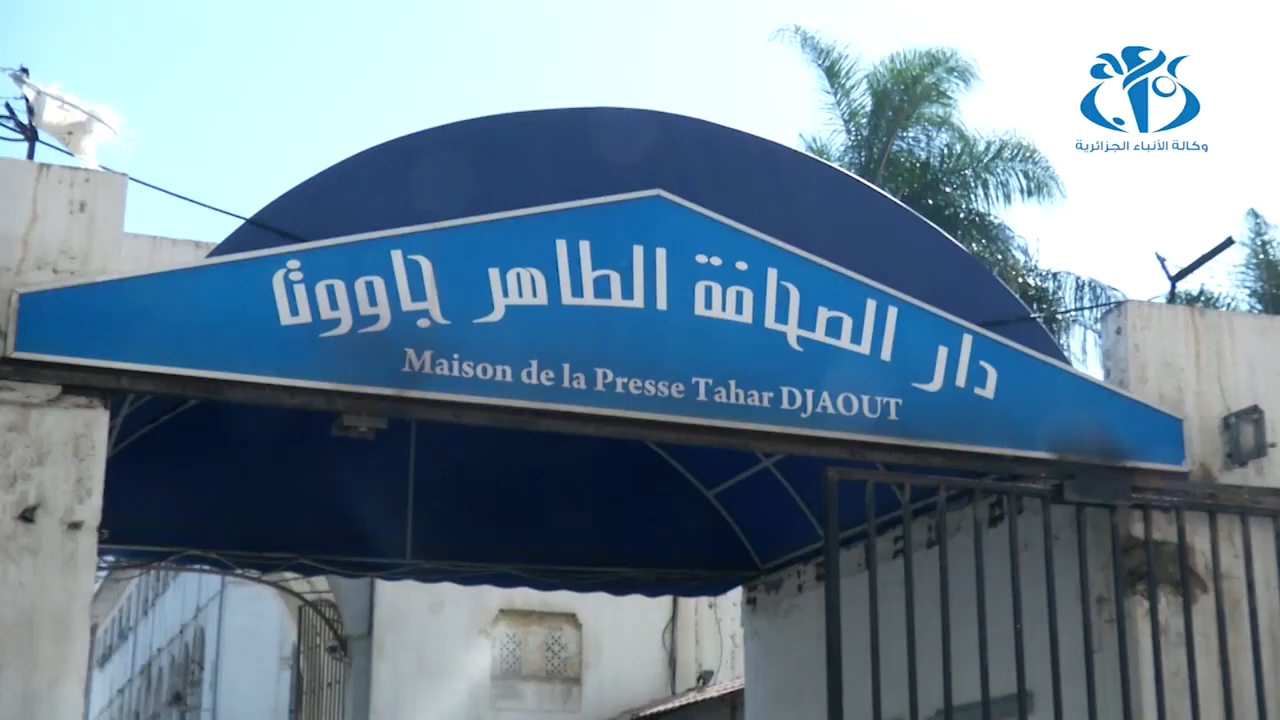 وكالة الأنباء الجزائرية
دار الصحافة الطاهر جاووت
Maison de la Presse Tahar DJAOUT